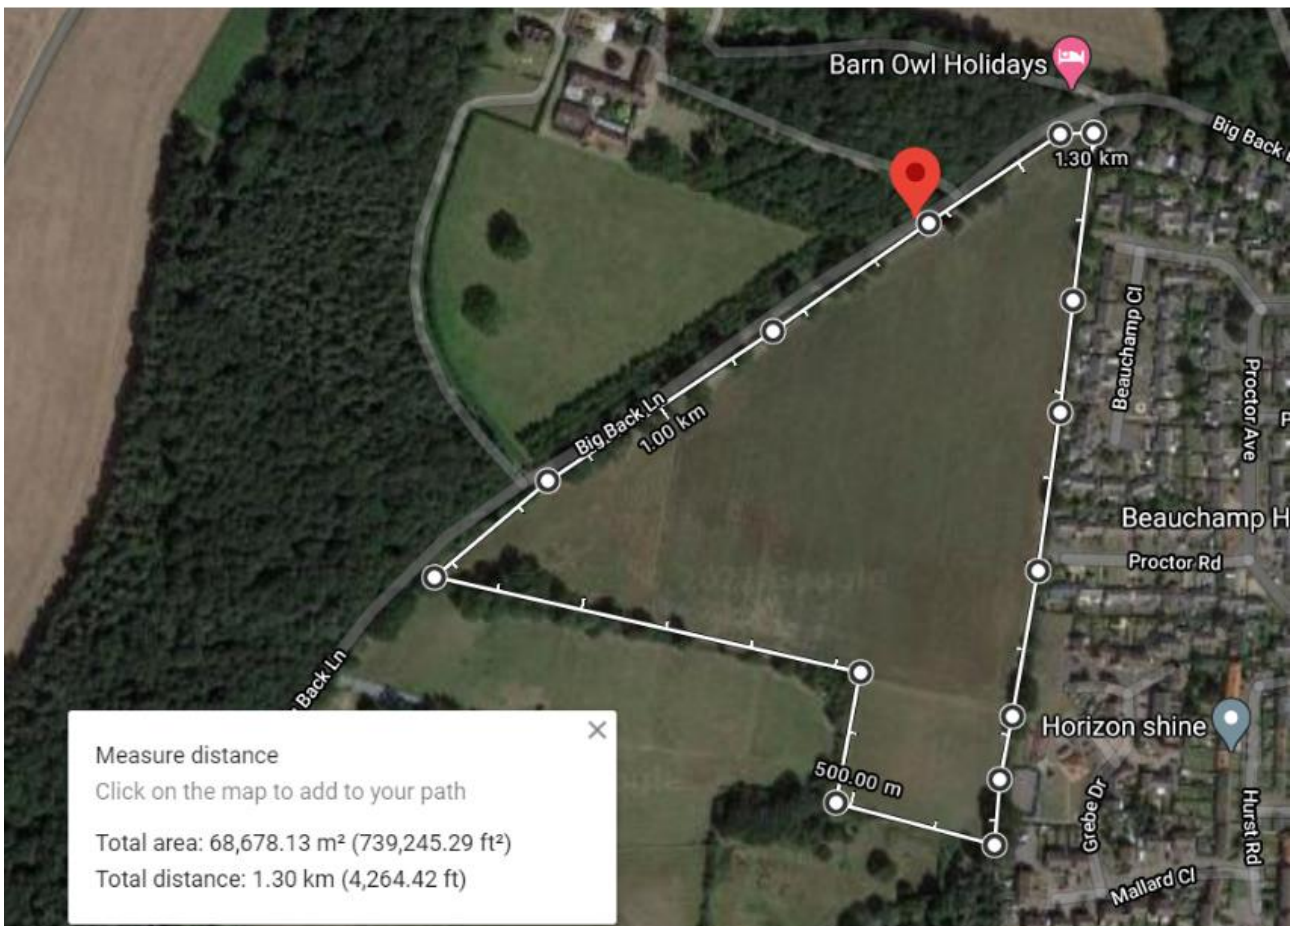 Barn Owl Holidays
Big Back
1.30 km
Beauchamp Cl
Proctor Ave
P
Big Back Ln
1.00 km
Beauchamp H
Proctor Rd
Back Ln
Horizon shine
500.00 m
Grebe Dr
Hurst Rd
Mallard Cl
Measure distance
Click on the map to add to your path
Total area: 68,678.13 m² (739,245.29 ft²)
Total distance: 1.30 km (4,264.42 ft)